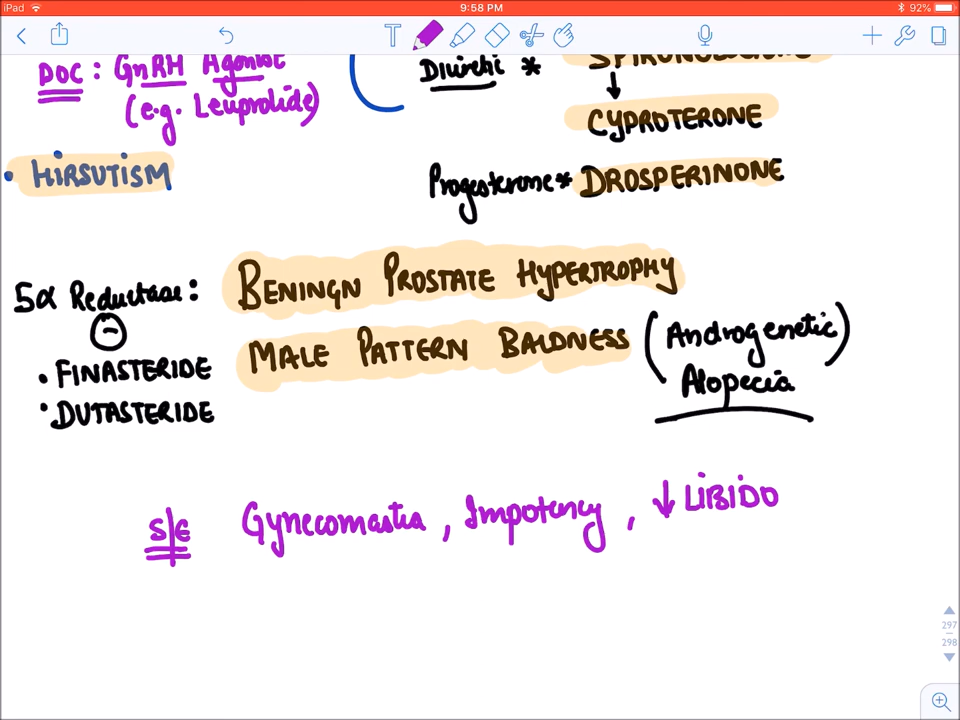 iPad 9:58 PM 92%
T
DOC : GnRH Agonist
(e.g. Leuprolide)
Diuretic * SPIRONOLACTONE
CYPROTERONE
• HIRSUTISM
Progesterone * DROSPERINONE
5α Reductase : BENINGN PROSTATE HYPERTROPHY
MALE PATTERN BALDNESS (Androgenetic
Alopecia)
• FINASTERIDE
• DUTASTERIDE
S/E Gynecomastia, Impotency, ↓ LIBIDO
297
298